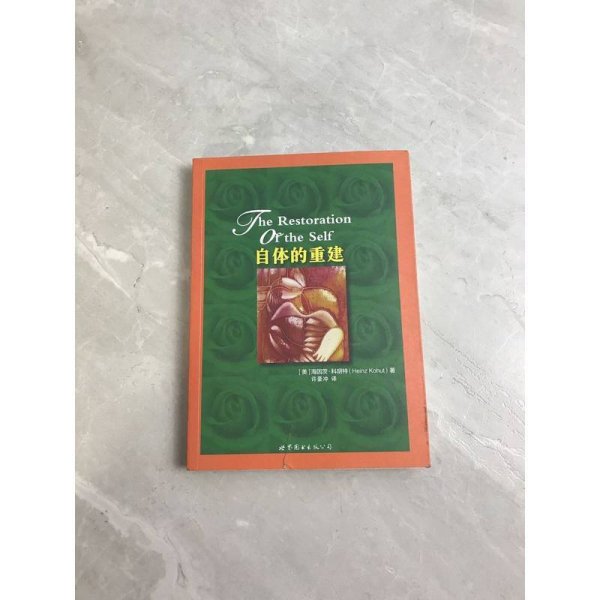 The Restoration
Of the Self
自体的重建
[美]海因茨·科胡特(Heinz Kohut)著
许豪冲 译
世界图书出版公司